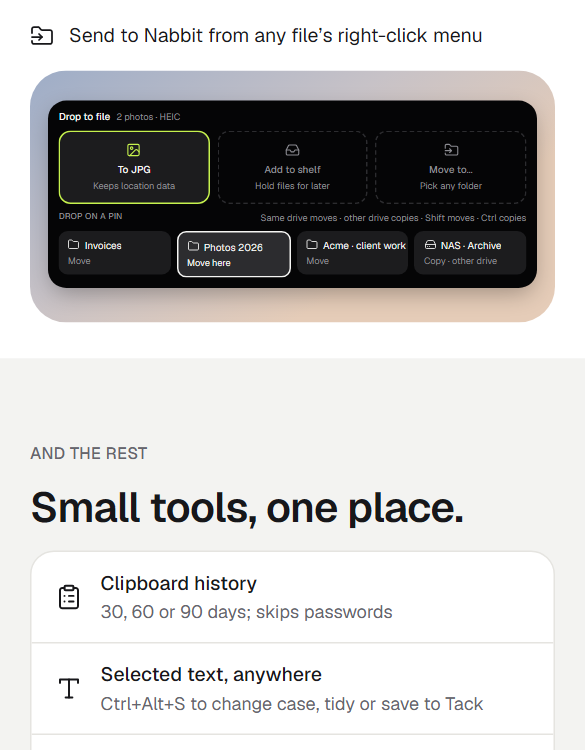 Send to Nabbit from any file’s right-click menu
Drop to file 2 photos · HEIC
To JPG
Keeps location data
Add to shelf
Hold files for later
Move to...
Pick any folder
DROP ON A PIN
Same drive moves · other drive copies · Shift moves · Ctrl copies
Invoices
Move
Photos 2026
Move here
Acme · client work
Move
NAS · Archive
Copy · other drive
AND THE REST
Small tools, one place.
Clipboard history
30, 60 or 90 days; skips passwords
Selected text, anywhere
Ctrl+Alt+S to change case, tidy or save to Tack